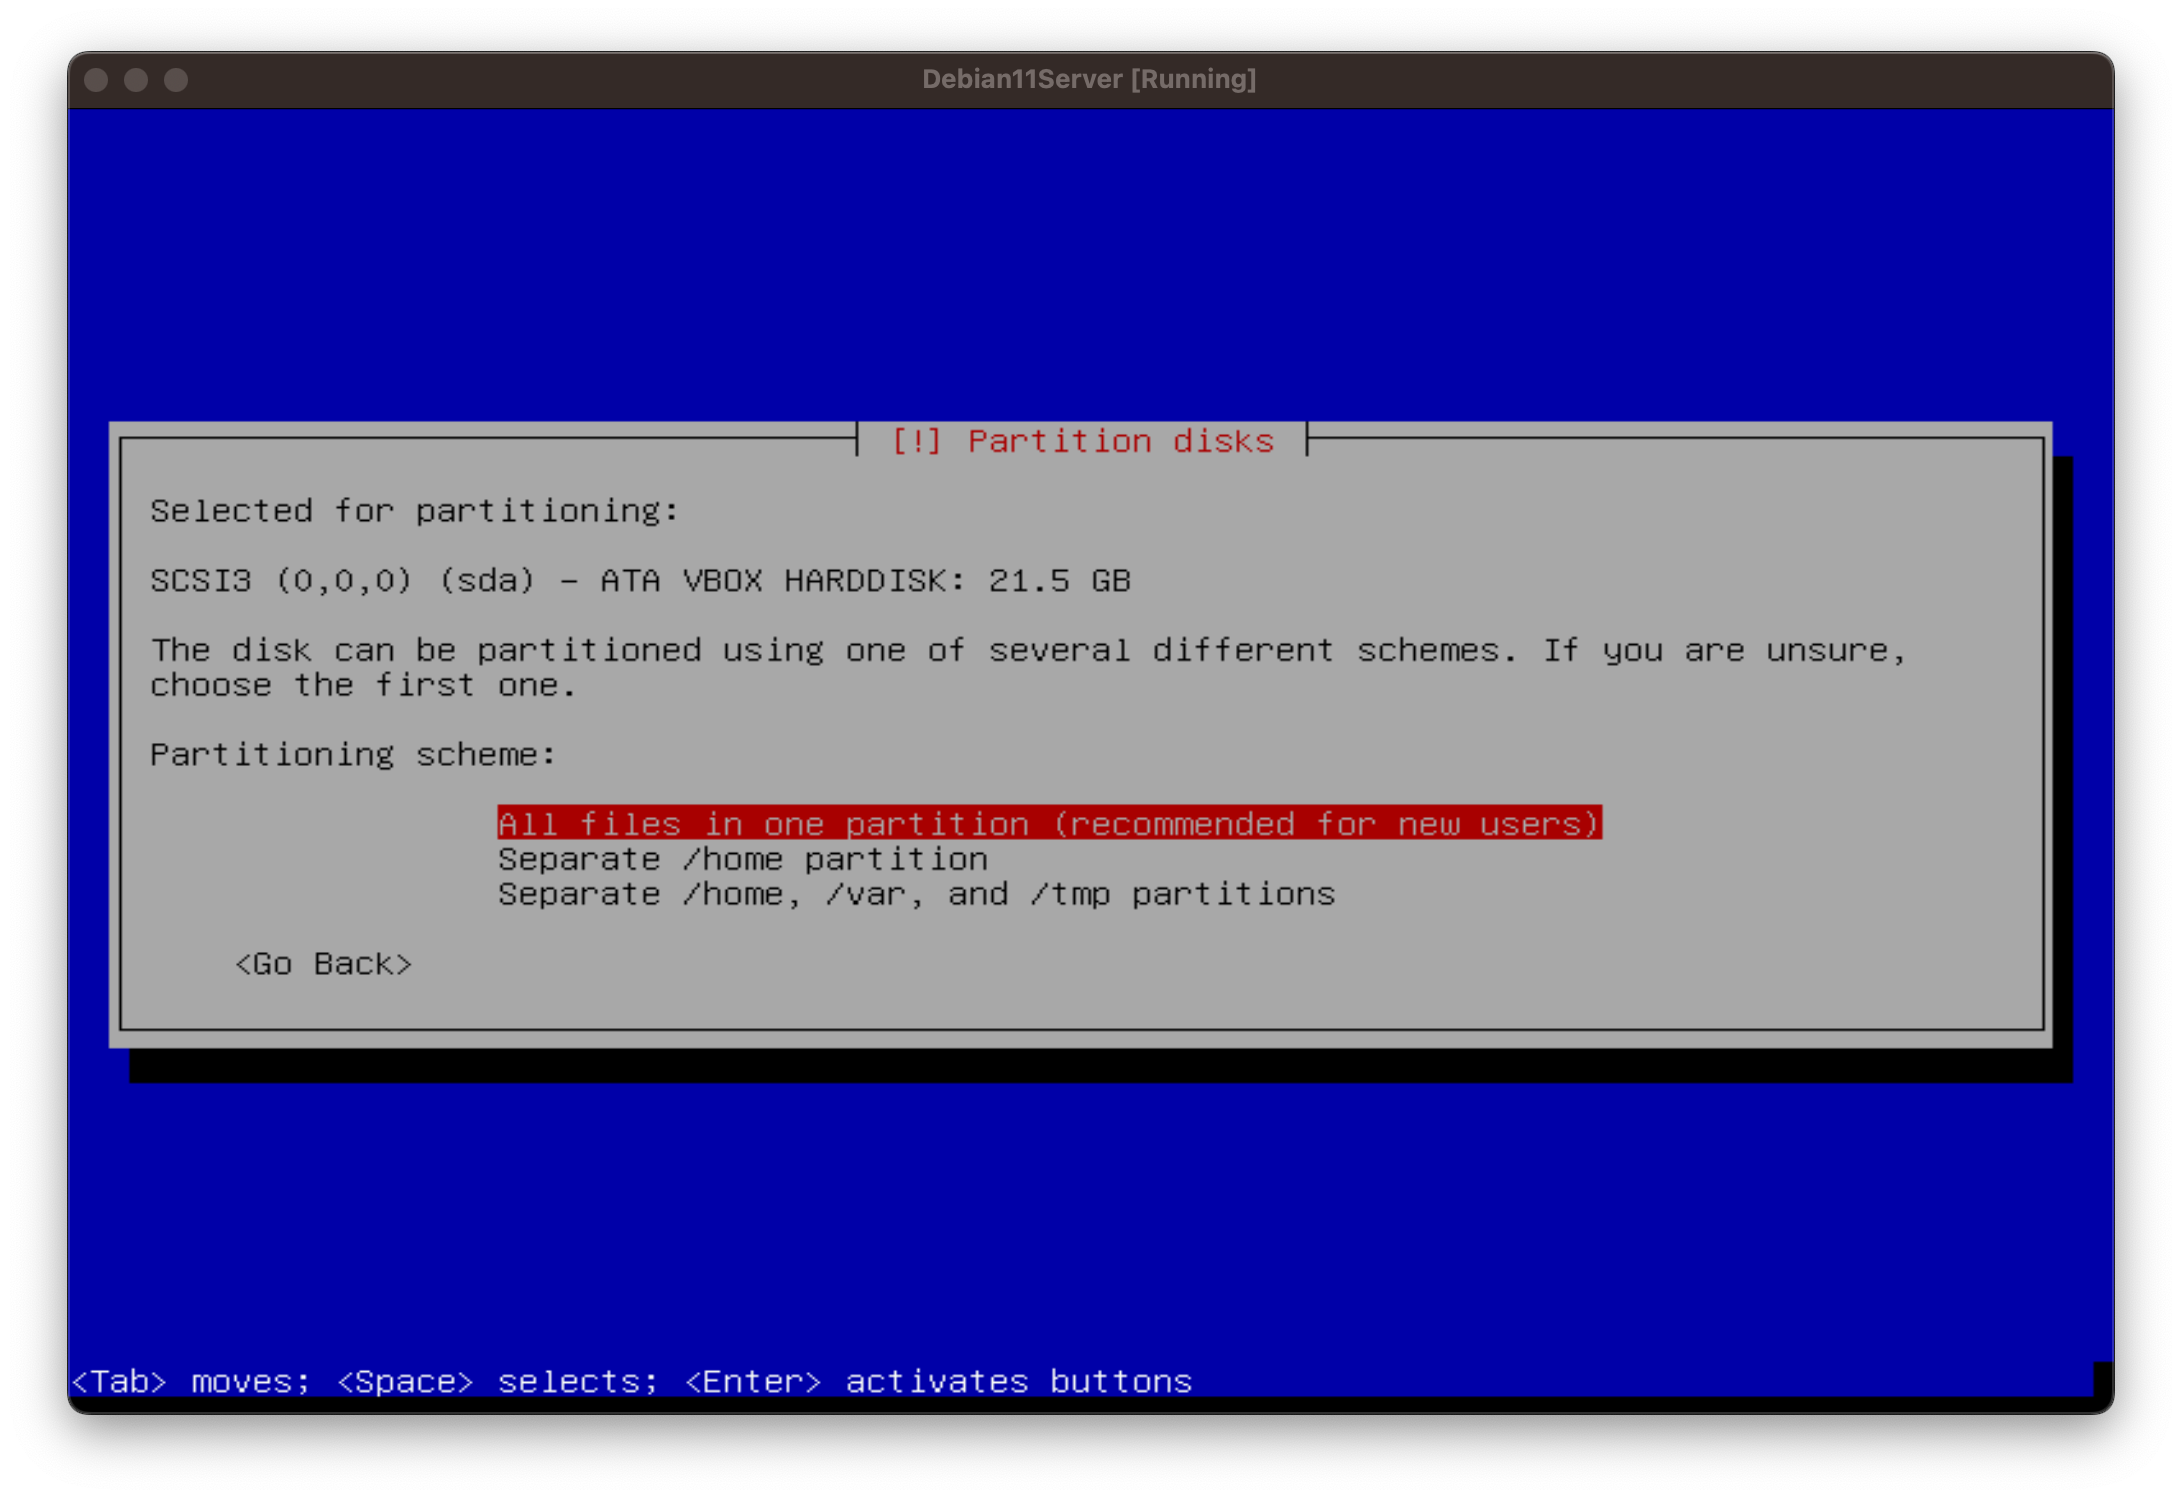 Debian11Server [Running]
[!] Partition disks
Selected for partitioning:
SCSI3 (0,0,0) (sda) - ATA VBOX HARDDISK: 21.5 GB
The disk can be partitioned using one of several different schemes. If you are unsure,
choose the first one.
Partitioning scheme:
All files in one partition (recommended for new users)
Separate /home partition
Separate /home, /var, and /tmp partitions
<Go Back>
<Tab> moves; <Space> selects; <Enter> activates buttons